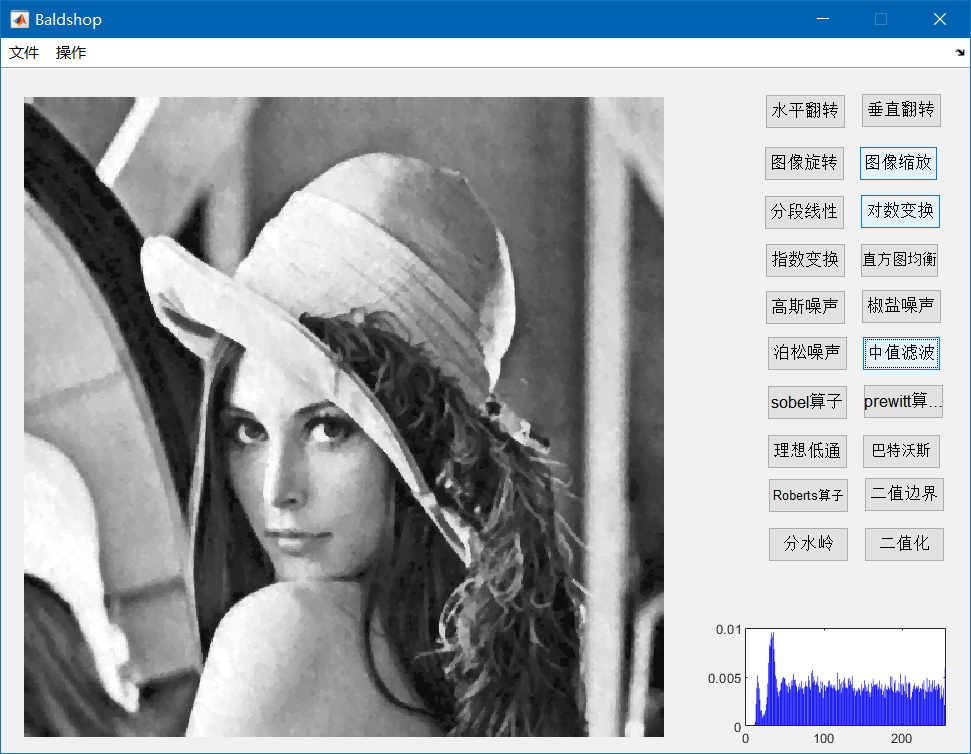 Baldshop
文件 操作
水平翻转 垂直翻转
图像旋转 图像缩放
分段线性 对数变换
指数变换 直方图均衡
高斯噪声 椒盐噪声
泊松噪声 中值滤波
sobel算子 prewitt算...
理想低通 巴特沃斯
Roberts算子 二值边界
分水岭 二值化
0.01
0.005
0
0 100 200